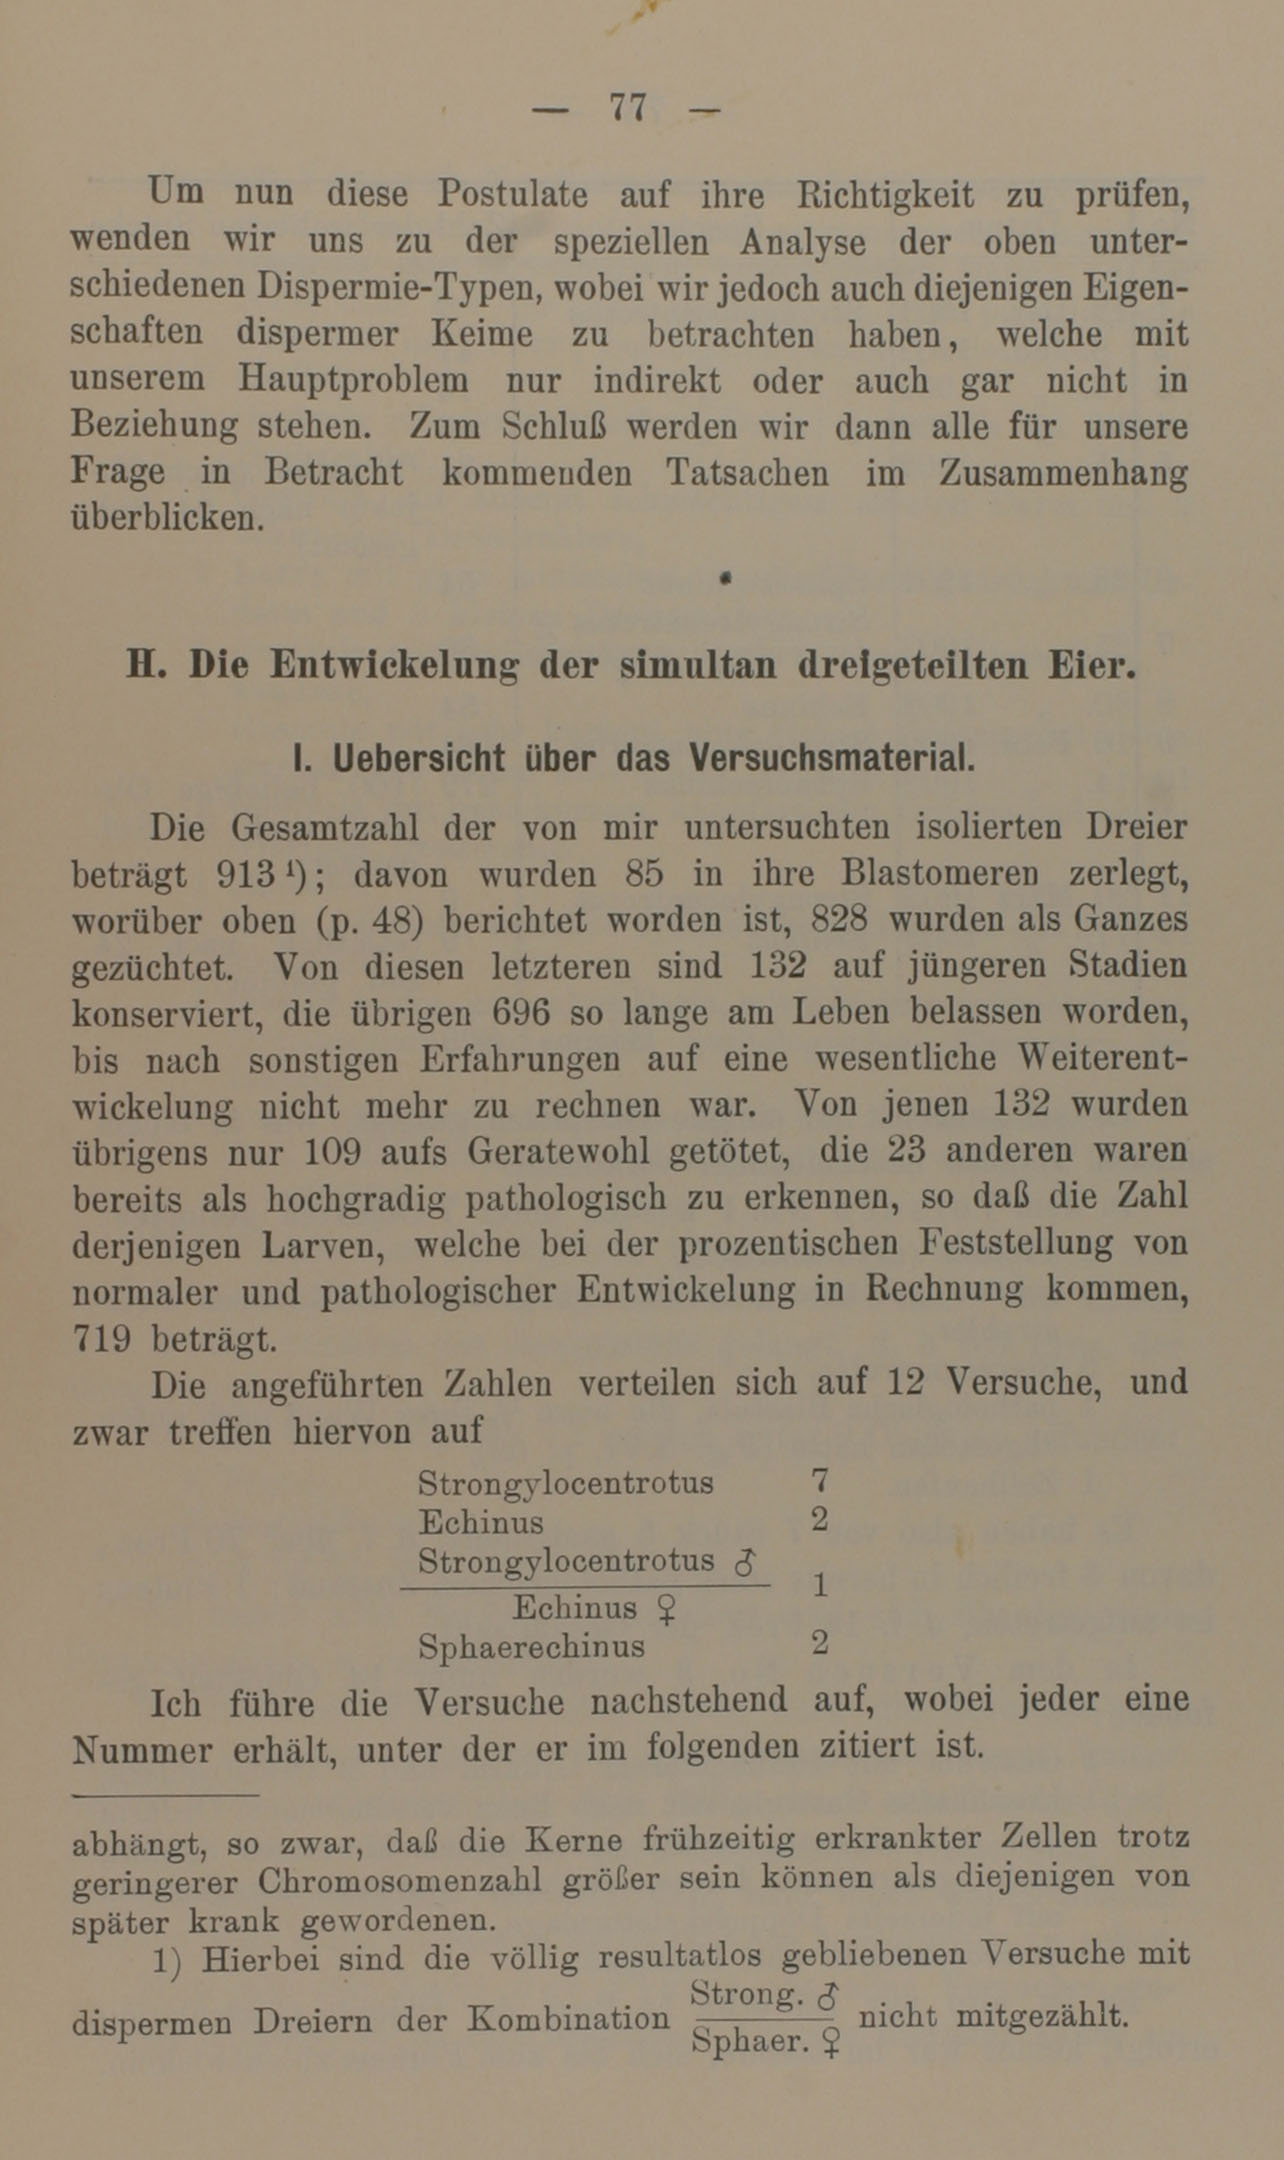 — 77 —
Um nun diese Postulate auf ihre Richtigkeit zu prüfen,
wenden wir uns zu der speziellen Analyse der oben unter-
schiedenen Dispermie-Typen, wobei wir jedoch auch diejenigen Eigen-
schaften dispermer Keime zu betrachten haben, welche mit
unserem Hauptproblem nur indirekt oder auch gar nicht in
Beziehung stehen. Zum Schluß werden wir dann alle für unsere
Frage in Betracht kommenden Tatsachen im Zusammenhang
überblicken.
H. Die Entwickelung der simultan dreigeteilten Eier.
I. Uebersicht über das Versuchsmaterial.
Die Gesamtzahl der von mir untersuchten isolierten Dreier
beträgt 913 ¹); davon wurden 85 in ihre Blastomeren zerlegt,
worüber oben (p. 48) berichtet worden ist, 828 wurden als Ganzes
gezüchtet. Von diesen letzteren sind 132 auf jüngeren Stadien
konserviert, die übrigen 696 so lange am Leben belassen worden,
bis nach sonstigen Erfahrungen auf eine wesentliche Weiterent-
wickelung nicht mehr zu rechnen war. Von jenen 132 wurden
übrigens nur 109 aufs Geratewohl getötet, die 23 anderen waren
bereits als hochgradig pathologisch zu erkennen, so daß die Zahl
derjenigen Larven, welche bei der prozentischen Feststellung von
normaler und pathologischer Entwickelung in Rechnung kommen,
719 beträgt.
Die angeführten Zahlen verteilen sich auf 12 Versuche, und
zwar treffen hiervon auf
Strongylocentrotus 7
Echinus 2
Strongylocentrotus ♂
Echinus ♀ 1
Sphaerechinus 2
Ich führe die Versuche nachstehend auf, wobei jeder eine
Nummer erhält, unter der er im folgenden zitiert ist.
abhängt, so zwar, daß die Kerne frühzeitig erkrankter Zellen trotz
geringerer Chromosomenzahl größer sein können als diejenigen von
später krank gewordenen.
1) Hierbei sind die völlig resultatlos gebliebenen Versuche mit
dispermen Dreiern der Kombination Strong. ♂ / Sphaer. ♀ nicht mitgezählt.